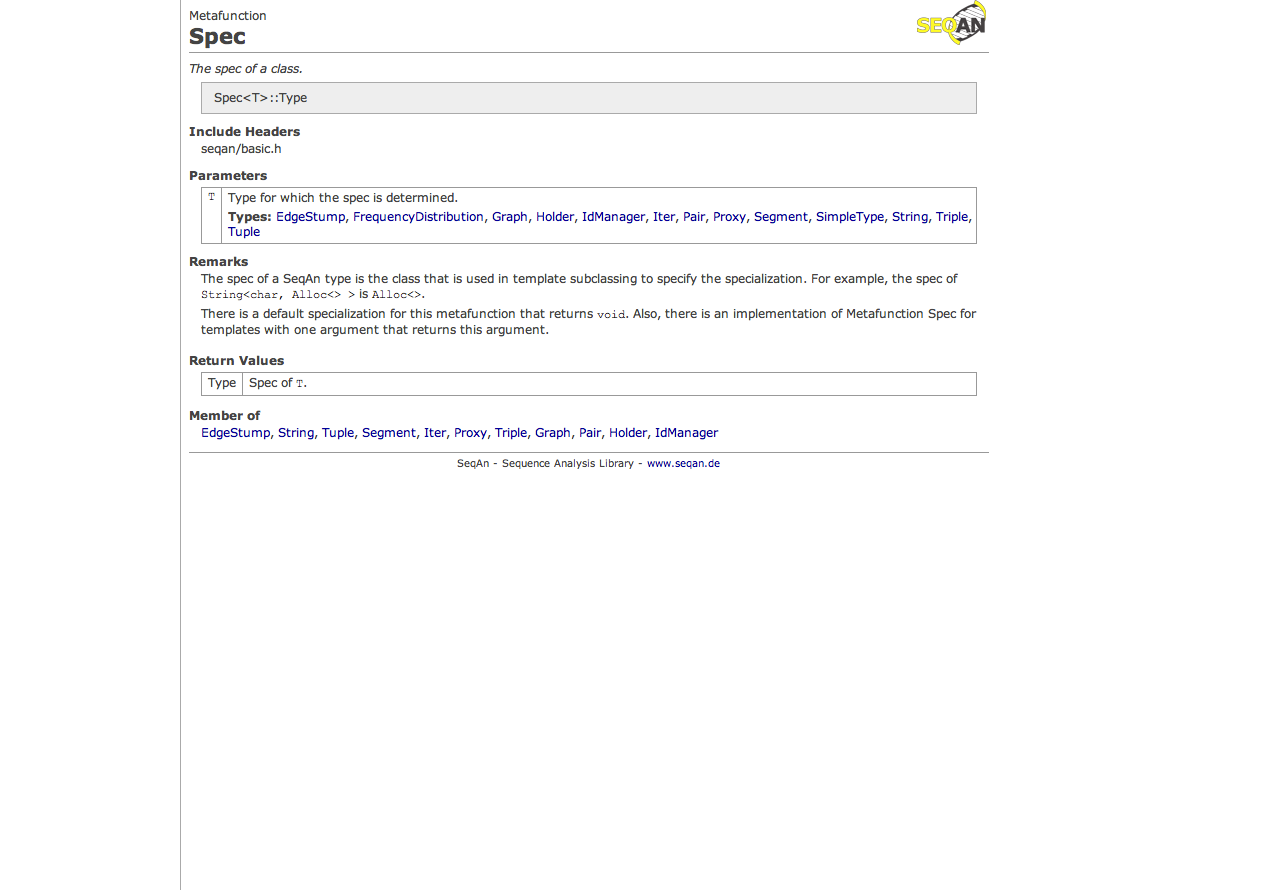 Metafunction
Spec
SEQAN
The spec of a class.
Spec<T>::Type
Include Headers
seqan/basic.h
Parameters
T Type for which the spec is determined.
Types: EdgeStump, FrequencyDistribution, Graph, Holder, IdManager, Iter, Pair, Proxy, Segment, SimpleType, String, Triple,
Tuple
Remarks
The spec of a SeqAn type is the class that is used in template subclassing to specify the specialization. For example, the spec of
String<char, Alloc<> > is Alloc<>.
There is a default specialization for this metafunction that returns void. Also, there is an implementation of Metafunction Spec for
templates with one argument that returns this argument.
Return Values
Type Spec of T.
Member of
EdgeStump, String, Tuple, Segment, Iter, Proxy, Triple, Graph, Pair, Holder, IdManager
SeqAn - Sequence Analysis Library - www.seqan.de